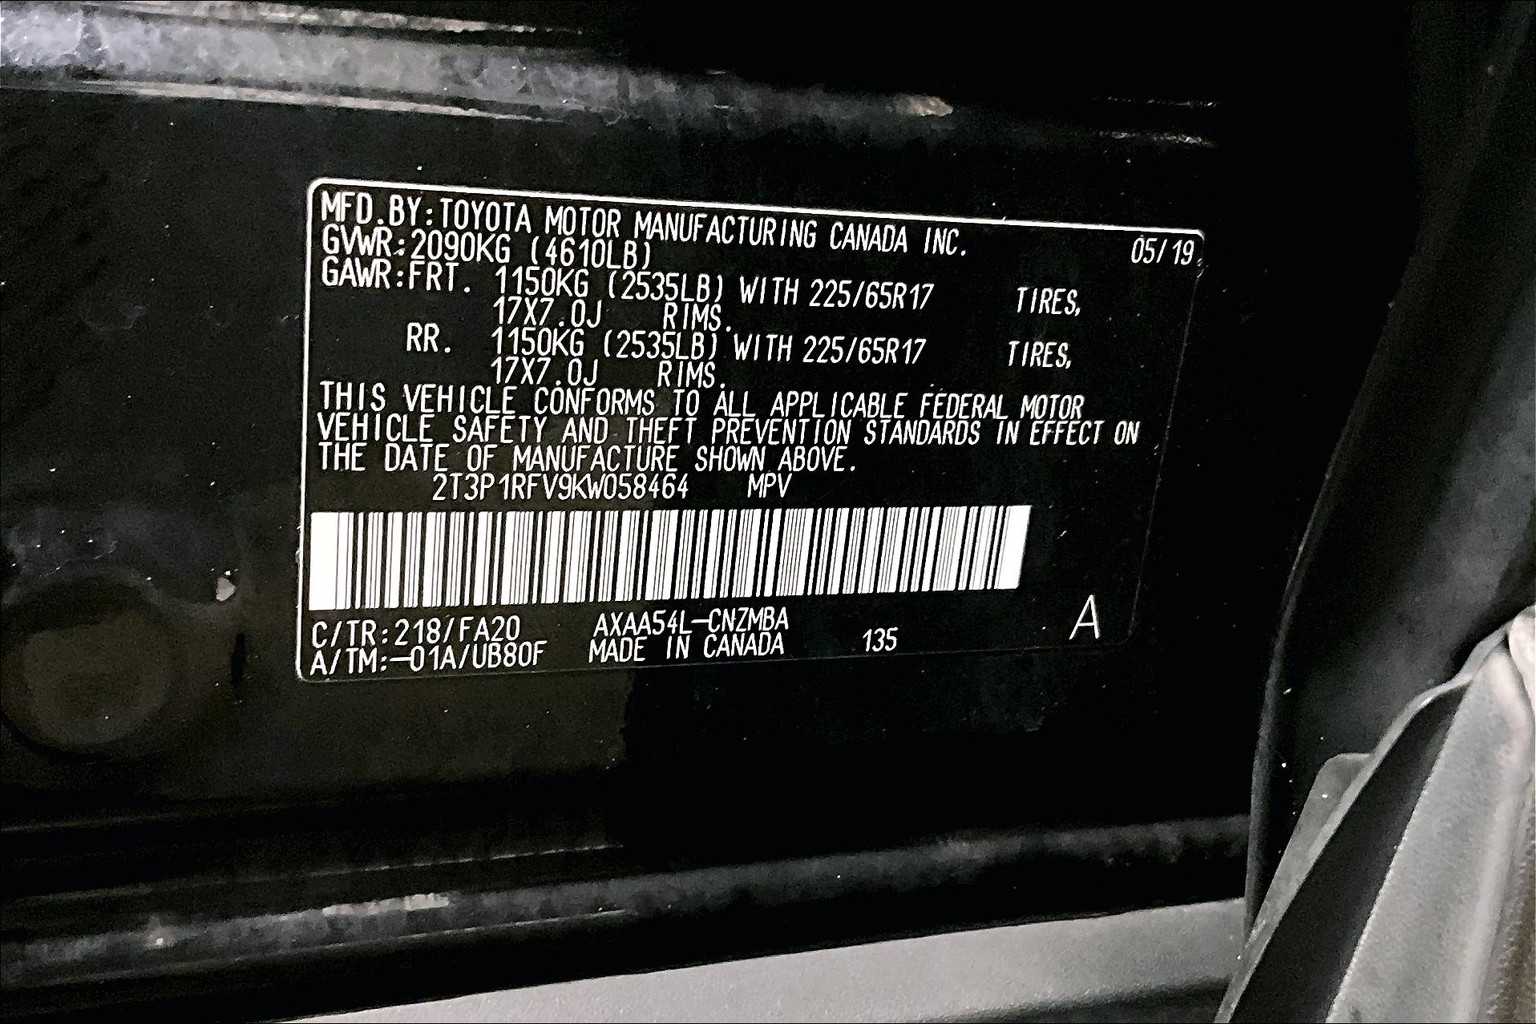 MFD.BY:TOYOTA MOTOR MANUFACTURING CANADA INC. 05/19
GVWR:2090KG (4610LB)
GAWR:FRT. 1150KG (2535LB) WITH 225/65R17 TIRES,
17X7.0J RIMS.
RR. 1150KG (2535LB) WITH 225/65R17 TIRES,
17X7.0J RIMS.
THIS VEHICLE CONFORMS TO ALL APPLICABLE FEDERAL MOTOR
VEHICLE SAFETY AND THEFT PREVENTION STANDARDS IN EFFECT ON
THE DATE OF MANUFACTURE SHOWN ABOVE.
2T3P1RFV9KW058464 MPV
C/TR:218/FA20 AXAA54L-CNZMBA
A/TM:-01A/UB80F MADE IN CANADA 135 A